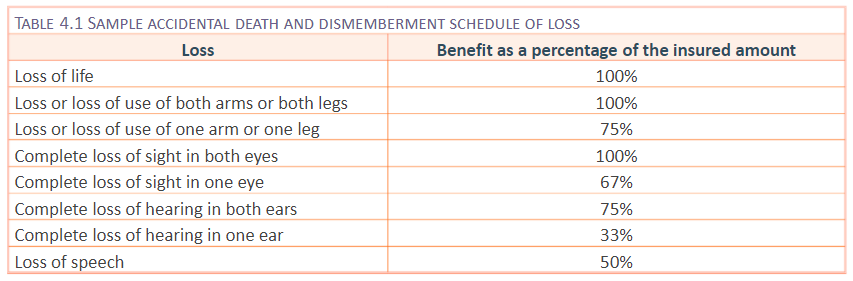 TABLE 4.1 SAMPLE ACCIDENTAL DEATH AND DISMEMBERMENT SCHEDULE OF LOSS
Loss Benefit as a percentage of the insured amount
Loss of life 100%
Loss or loss of use of both arms or both legs 100%
Loss or loss of use of one arm or one leg 75%
Complete loss of sight in both eyes 100%
Complete loss of sight in one eye 67%
Complete loss of hearing in both ears 75%
Complete loss of hearing in one ear 33%
Loss of speech 50%